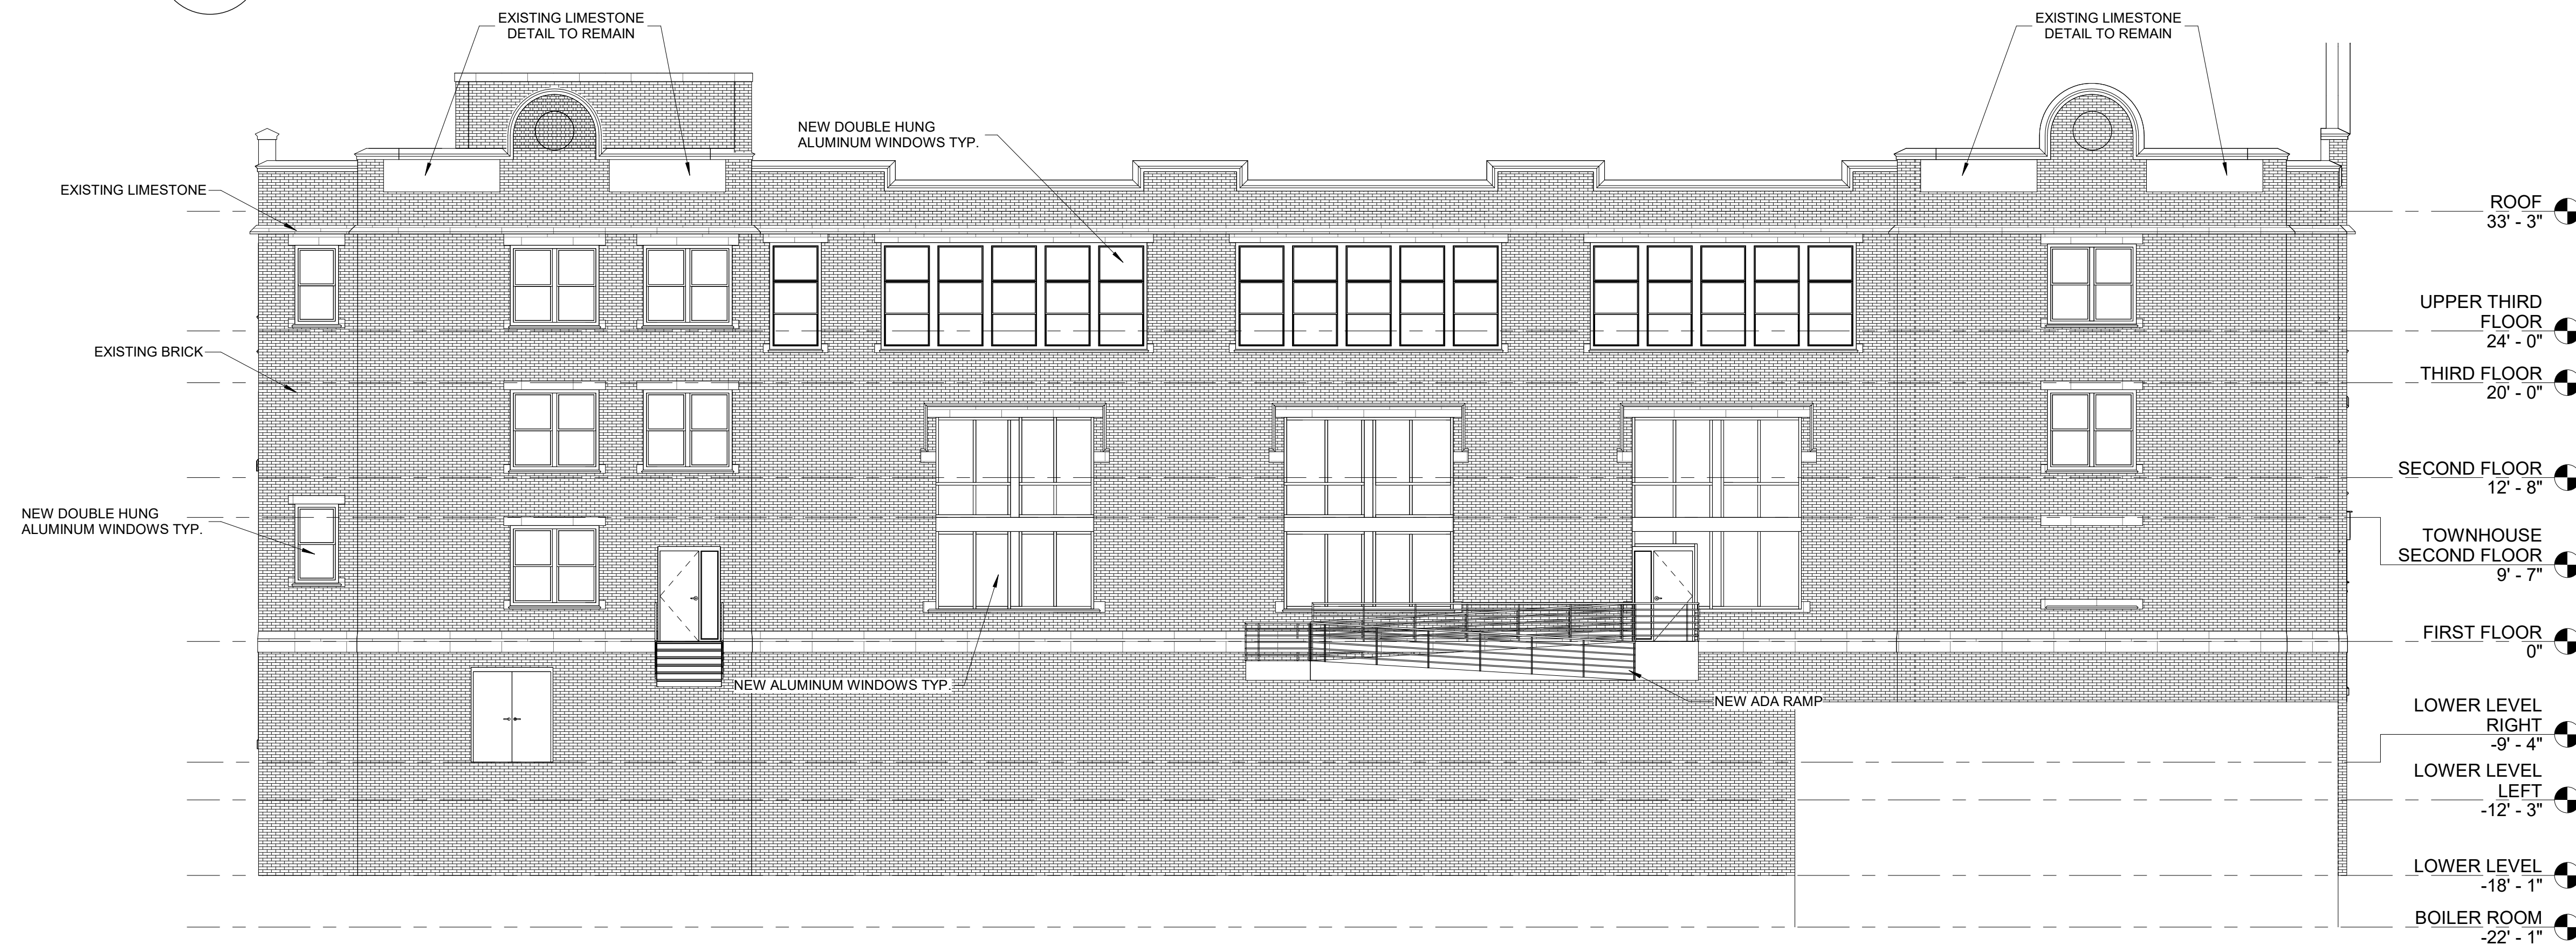 EXISTING LIMESTONE
DETAIL TO REMAIN
EXISTING LIMESTONE
DETAIL TO REMAIN
NEW DOUBLE HUNG
ALUMINUM WINDOWS TYP.
EXISTING LIMESTONE
ROOF
33' - 3"
UPPER THIRD
FLOOR
24' - 0"
EXISTING BRICK
THIRD FLOOR
20' - 0"
SECOND FLOOR
12' - 8"
NEW DOUBLE HUNG
ALUMINUM WINDOWS TYP.
TOWNHOUSE
SECOND FLOOR
9' - 7"
FIRST FLOOR
0"
NEW ALUMINUM WINDOWS TYP.
NEW ADA RAMP
LOWER LEVEL
RIGHT
-9' - 4"
LOWER LEVEL
LEFT
-12' - 3"
LOWER LEVEL
-18' - 1"
BOILER ROOM
-22' - 1"